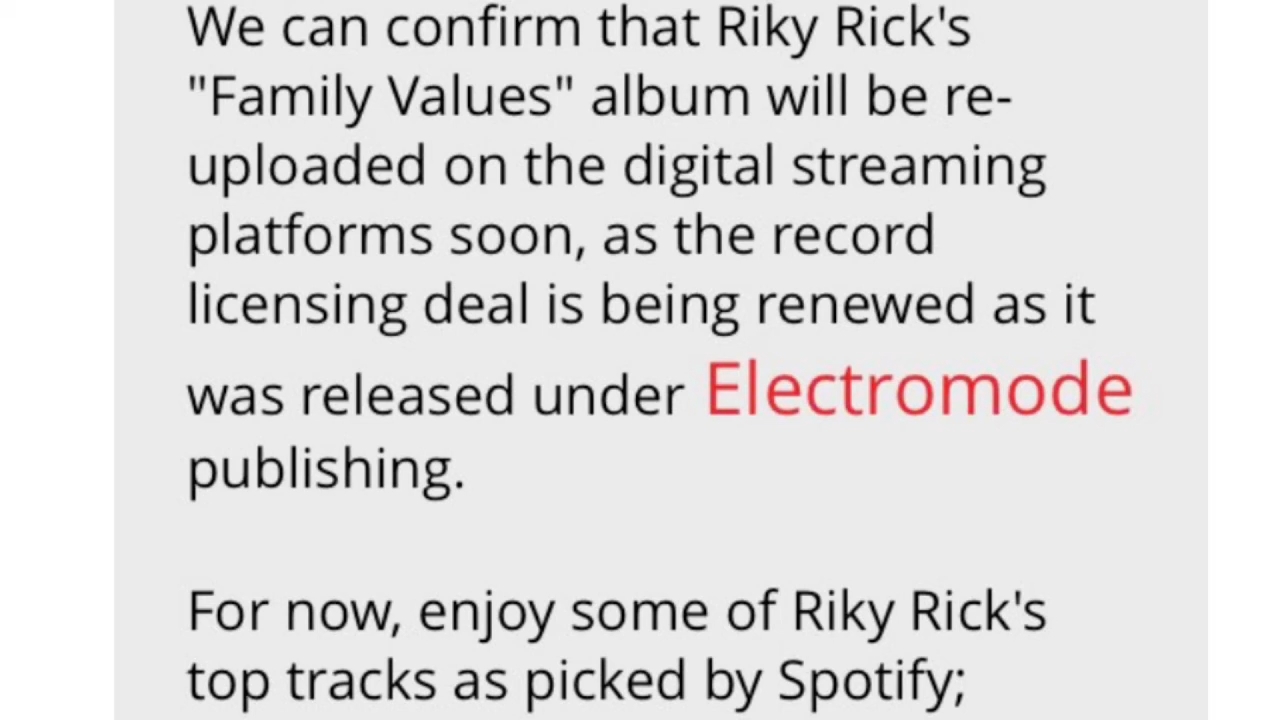 We can confirm that Riky Rick's
"Family Values" album will be re-
uploaded on the digital streaming
platforms soon, as the record
licensing deal is being renewed as it
was released under Electromode
publishing.
For now, enjoy some of Riky Rick's
top tracks as picked by Spotify;